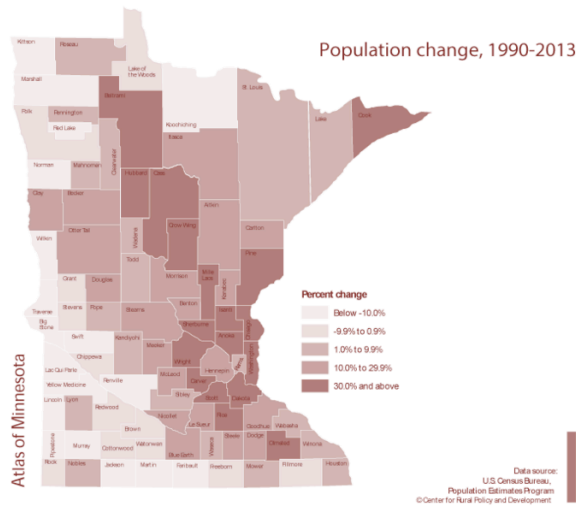 Population change, 1990-2013
Kittson
Roseau
Lake of
the Woods
Marshall
Beltrami
St. Louis
Koochiching
Polk
Pennington
Red Lake
Lake
Cook
Itasca
Clearwater
Norman
Mahnomen
Hubbard
Cass
Clay
Becker
Aitkin
Crow Wing
Carlton
Wilkin
Otter Tail
Wadena
Pine
Todd
Mille
Lacs
Kanabec
Grant
Douglas
Morrison
Benton
Traverse
Stevens
Pope
Stearns
Isanti
Big
Stone
Sherburne
Chisago
Swift
Kandiyohi
Meeker
Wright
Anoka
Washington
Chippewa
Hennepin
Lac Qui Parle
McLeod
Carver
Yellow Medicine
Renville
Scott
Dakota
Sibley
Lincoln
Lyon
Redwood
Nicollet
Le Sueur
Rice
Goodhue
Wabasha
Brown
Pipestone
Murray
Cottonwood
Watonwan
Blue Earth
Waseca
Steele
Dodge
Olmsted
Winona
Rock
Nobles
Jackson
Martin
Faribault
Freeborn
Mower
Fillmore
Houston
Percent change
Below -10.0%
-9.9% to 0.9%
1.0% to 9.9%
10.0% to 29.9%
30.0% and above
Atlas of Minnesota
Data source:
U.S. Census Bureau,
Population Estimates Program
© Center for Rural Policy and Development